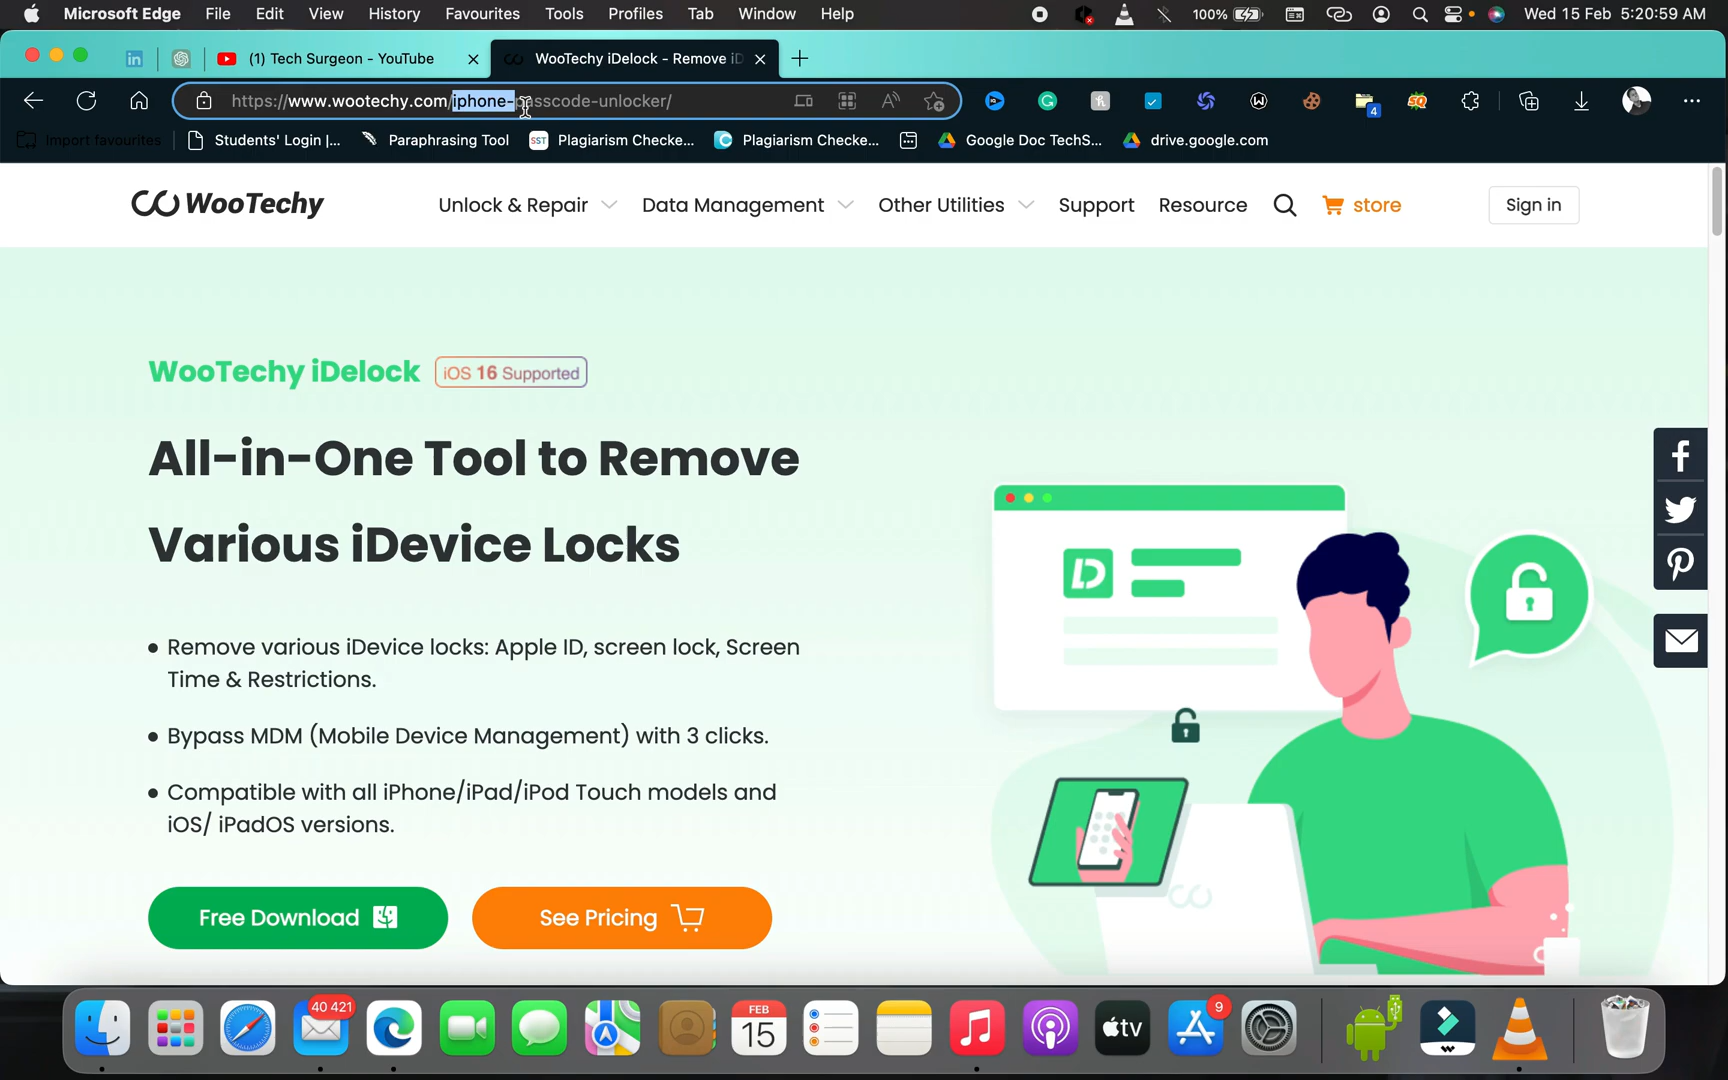 Microsoft Edge File Edit View History Favourites Tools Profiles Tab Window Help 100% Wed 15 Feb 5:20:59 AM
(1) Tech Surgeon - YouTube WooTechy iDelock - Remove iD
https://www.wootechy.com/iphone-passcode-unlocker/ 4
Import favourites Students' Login |... Paraphrasing Tool SST Plagiarism Checke... Plagiarism Checke... Google Doc TechS... drive.google.com
WooTechy Unlock & Repair Data Management Other Utilities Support Resource store Sign in
WooTechy iDelock iOS 16 Supported
All-in-One Tool to Remove
Various iDevice Locks
• Remove various iDevice locks: Apple ID, screen lock, Screen
Time & Restrictions.
• Bypass MDM (Mobile Device Management) with 3 clicks.
• Compatible with all iPhone/iPad/iPod Touch models and
iOS/ iPadOS versions.
Free Download See Pricing
40 421 FEB 15 tv 9